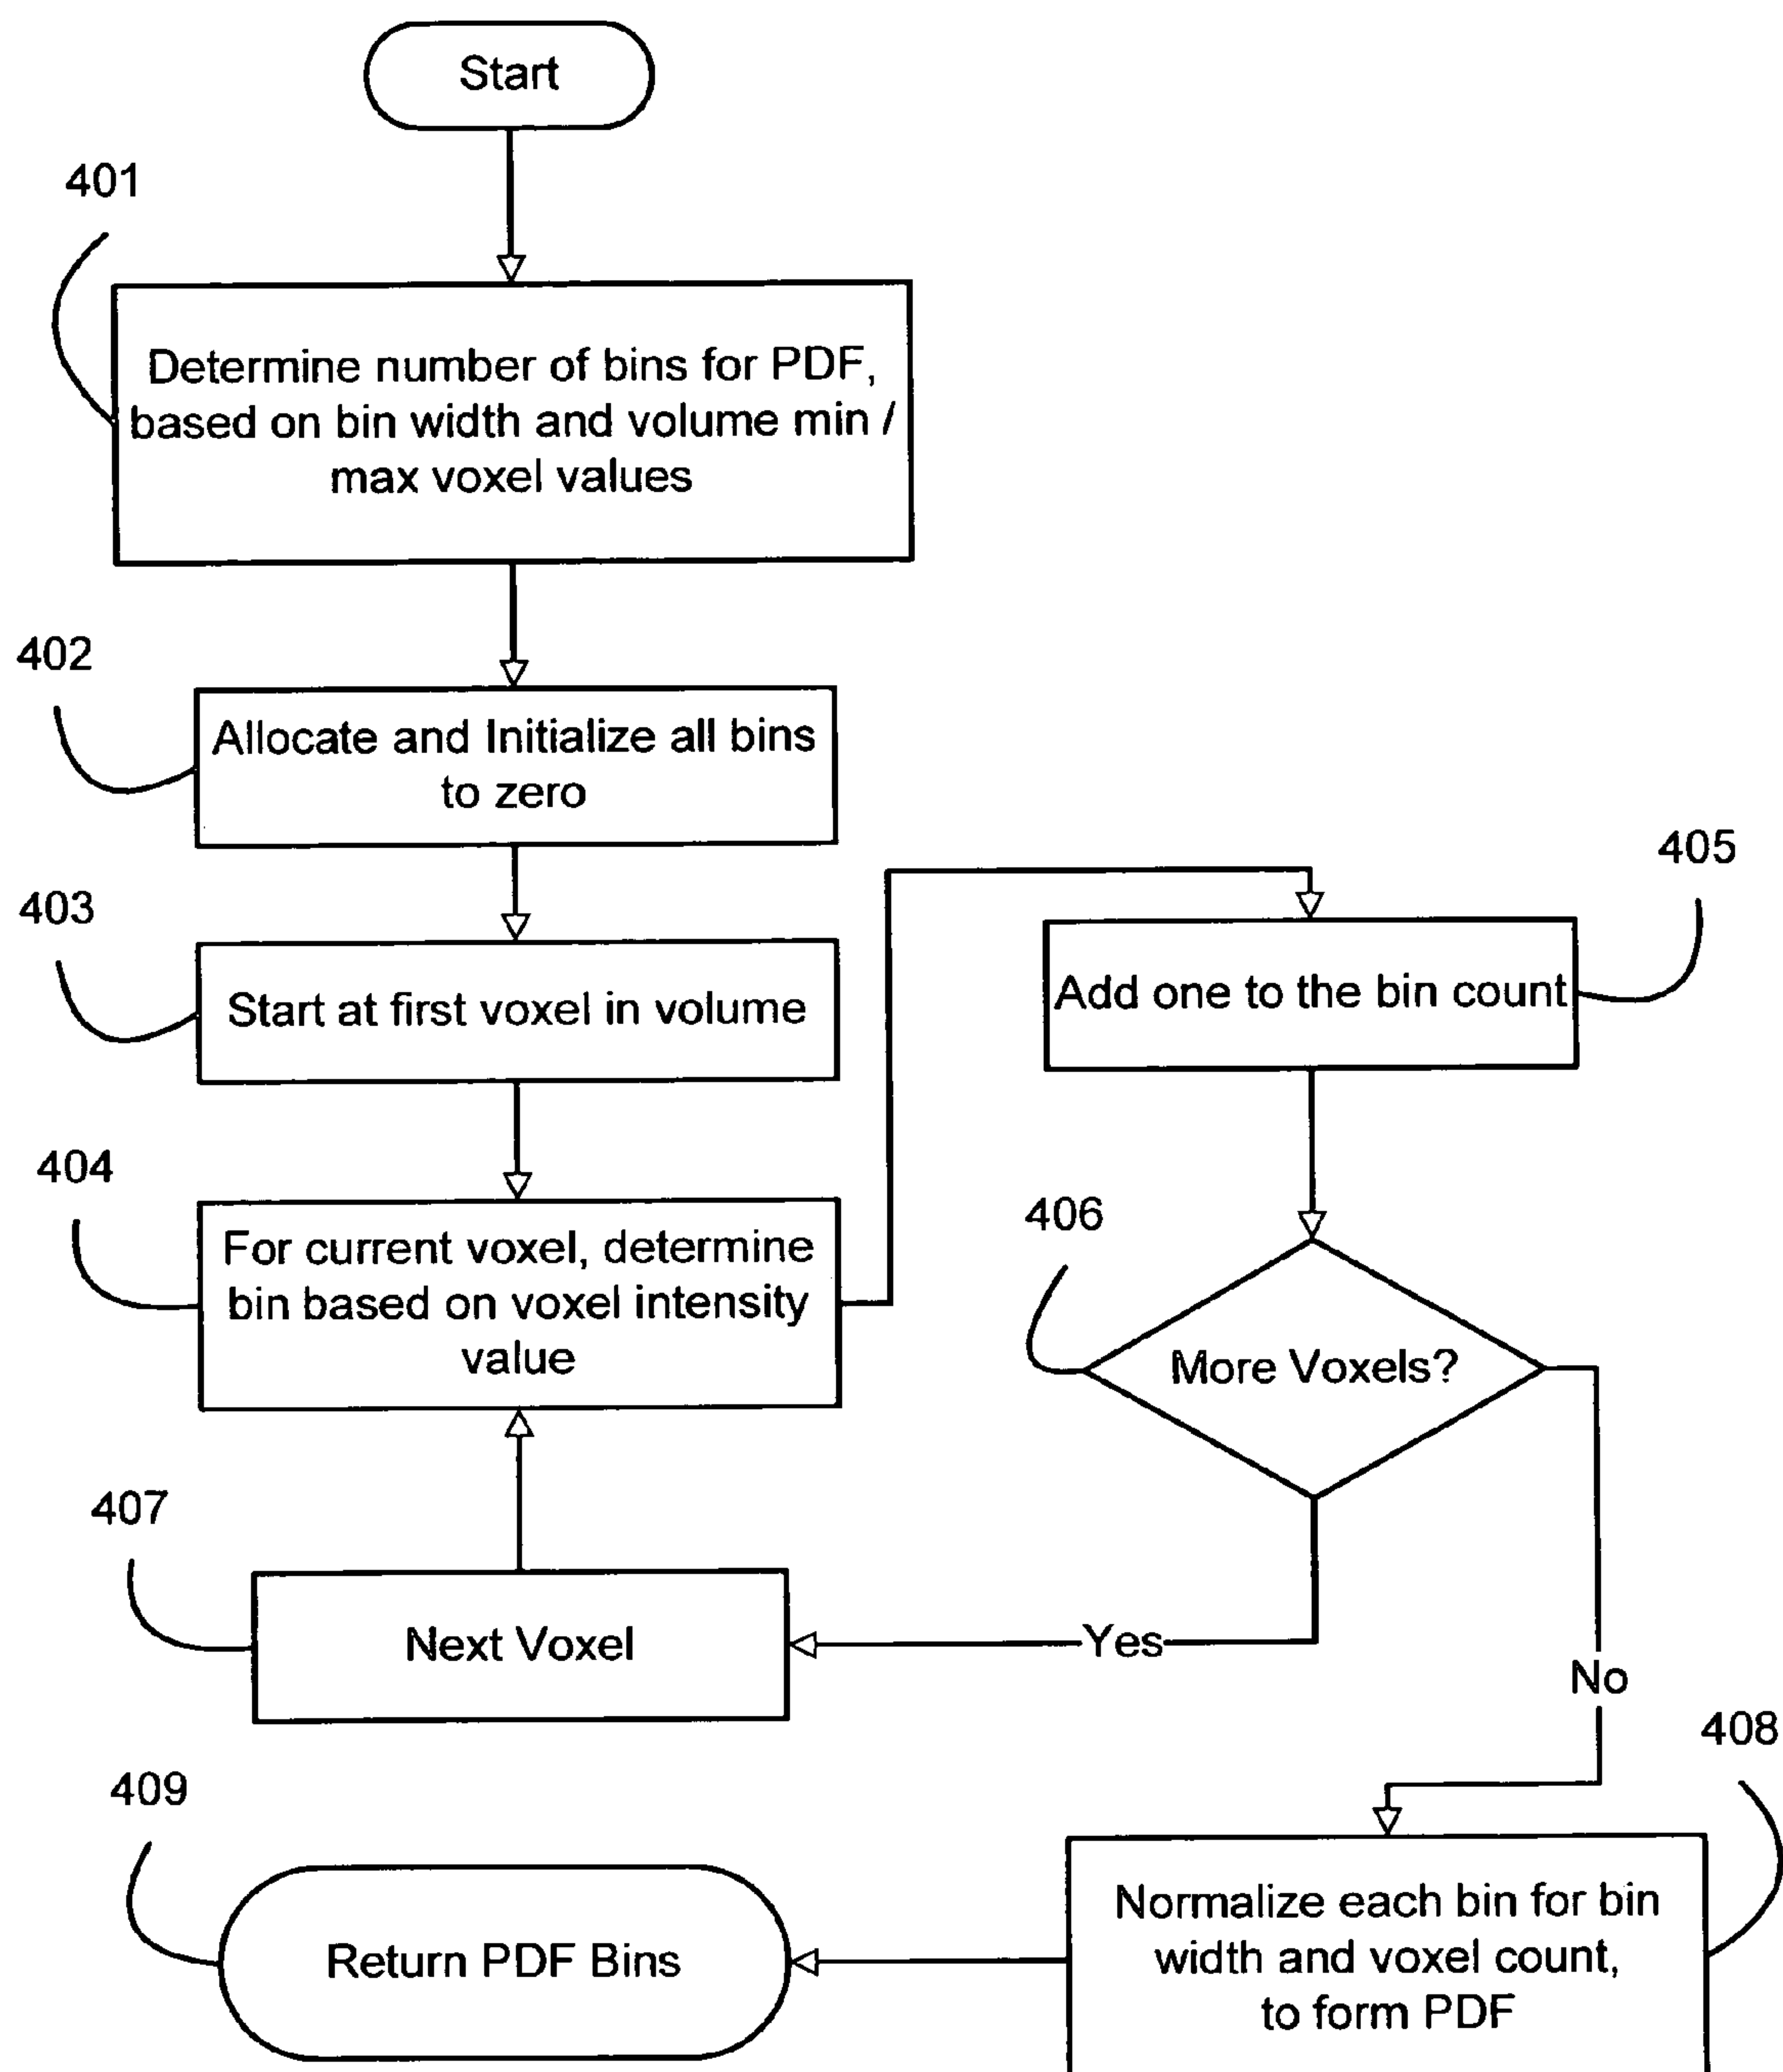 Start
401
Determine number of bins for PDF,
based on bin width and volume min /
max voxel values
402
Allocate and Initialize all bins
to zero
403
Start at first voxel in volume
404
For current voxel, determine
bin based on voxel intensity
value
405
Add one to the bin count
406
More Voxels?
407
Next Voxel
Yes
No
408
Normalize each bin for bin
width and voxel count,
to form PDF
409
Return PDF Bins